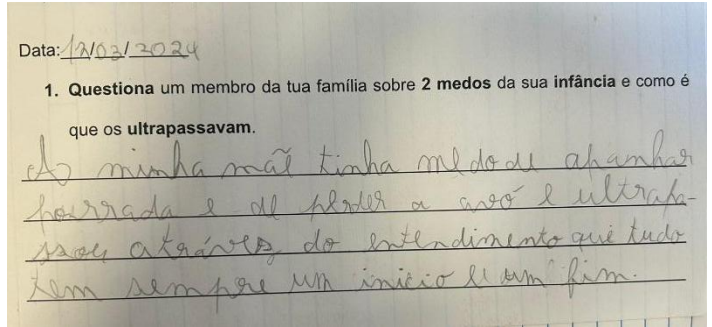 Data: 12/03/2024
1. Questiona um membro da tua família sobre 2 medos da sua infância e como é
que os ultrapassavam.
A minha mãe tinha medo de apanhar
porrada e de perder a avó e ultrapa-
ssou atráves do entendimento que tudo
tem sempre um início e um fim.